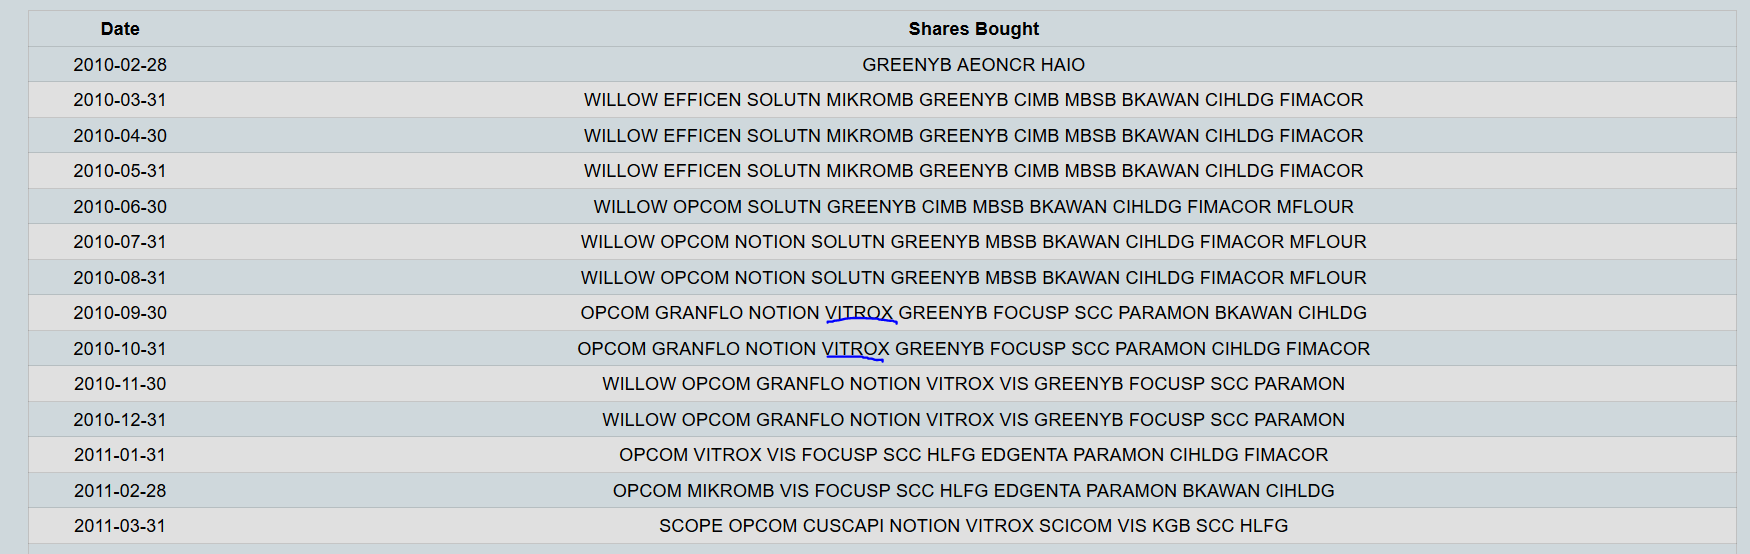 Date Shares Bought
2010-02-28 GREENYB AEONCR HAIO
2010-03-31 WILLOW EFFICEN SOLUTN MIKROMB GREENYB CIMB MBSB BKAWAN CIHLDG FIMACOR
2010-04-30 WILLOW EFFICEN SOLUTN MIKROMB GREENYB CIMB MBSB BKAWAN CIHLDG FIMACOR
2010-05-31 WILLOW EFFICEN SOLUTN MIKROMB GREENYB CIMB MBSB BKAWAN CIHLDG FIMACOR
2010-06-30 WILLOW OPCOM SOLUTN GREENYB CIMB MBSB BKAWAN CIHLDG FIMACOR MFLOUR
2010-07-31 WILLOW OPCOM NOTION SOLUTN GREENYB MBSB BKAWAN CIHLDG FIMACOR MFLOUR
2010-08-31 WILLOW OPCOM NOTION SOLUTN GREENYB MBSB BKAWAN CIHLDG FIMACOR MFLOUR
2010-09-30 OPCOM GRANFLO NOTION VITROX GREENYB FOCUSP SCC PARAMON BKAWAN CIHLDG
2010-10-31 OPCOM GRANFLO NOTION VITROX GREENYB FOCUSP SCC PARAMON CIHLDG FIMACOR
2010-11-30 WILLOW OPCOM GRANFLO NOTION VITROX VIS GREENYB FOCUSP SCC PARAMON
2010-12-31 WILLOW OPCOM GRANFLO NOTION VITROX VIS GREENYB FOCUSP SCC PARAMON
2011-01-31 OPCOM VITROX VIS FOCUSP SCC HLFG EDGENTA PARAMON CIHLDG FIMACOR
2011-02-28 OPCOM MIKROMB VIS FOCUSP SCC HLFG EDGENTA PARAMON BKAWAN CIHLDG
2011-03-31 SCOPE OPCOM CUSCAPI NOTION VITROX SCICOM VIS KGB SCC HLFG